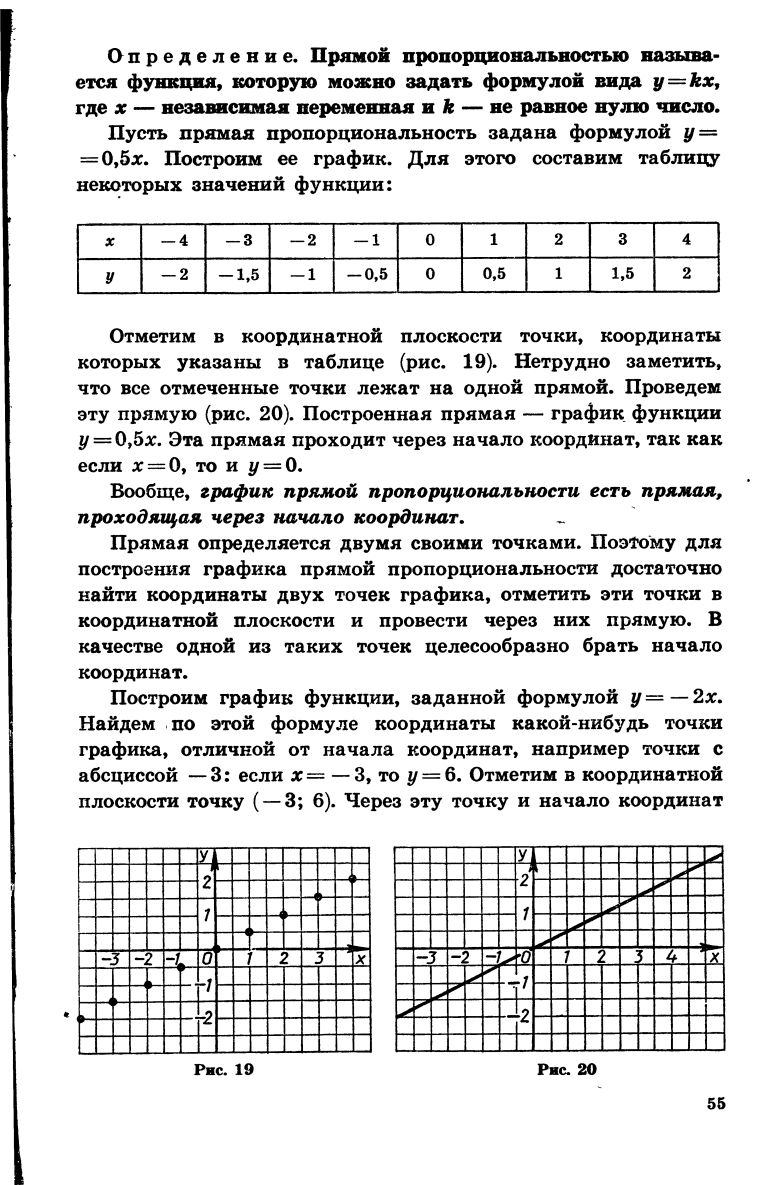 Определение. Прямой пропорциональностью называ-
ется функция, которую можно задать формулой вида y=kx,
где x — независимая переменная и k — не равное нулю число.
Пусть прямая пропорциональность задана формулой y=
=0,5x. Построим ее график. Для этого составим таблицу
некоторых значений функции:
x −4 −3 −2 −1 0 1 2 3 4
y −2 −1,5 −1 −0,5 0 0,5 1 1,5 2
Отметим в координатной плоскости точки, координаты
которых указаны в таблице (рис. 19). Нетрудно заметить,
что все отмеченные точки лежат на одной прямой. Проведем
эту прямую (рис. 20). Построенная прямая — график функции
y=0,5x. Эта прямая проходит через начало координат, так как
если x=0, то и y=0.
Вообще, график прямой пропорциональности есть прямая,
проходящая через начало координат.
Прямая определяется двумя своими точками. Поэтому для
построения графика прямой пропорциональности достаточно
найти координаты двух точек графика, отметить эти точки в
координатной плоскости и провести через них прямую. В
качестве одной из таких точек целесообразно брать начало
координат.
Построим график функции, заданной формулой y= —2x.
Найдем по этой формуле координаты какой-нибудь точки
графика, отличной от начала координат, например точки с
абсциссой —3: если x= —3, то y=6. Отметим в координатной
плоскости точку (—3; 6). Через эту точку и начало координат
y
2
1
−3 −2 −1 0 1 2 3 x
−1
−2
Рис. 19
y
2
1
−3 −2 −1 0 1 2 3 4 x
−1
−2
Рис. 20
55